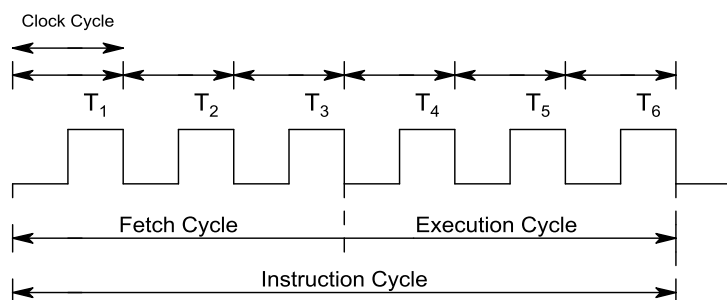 Clock Cycle
T1 T2 T3 T4 T5 T6
Fetch Cycle Execution Cycle
Instruction Cycle